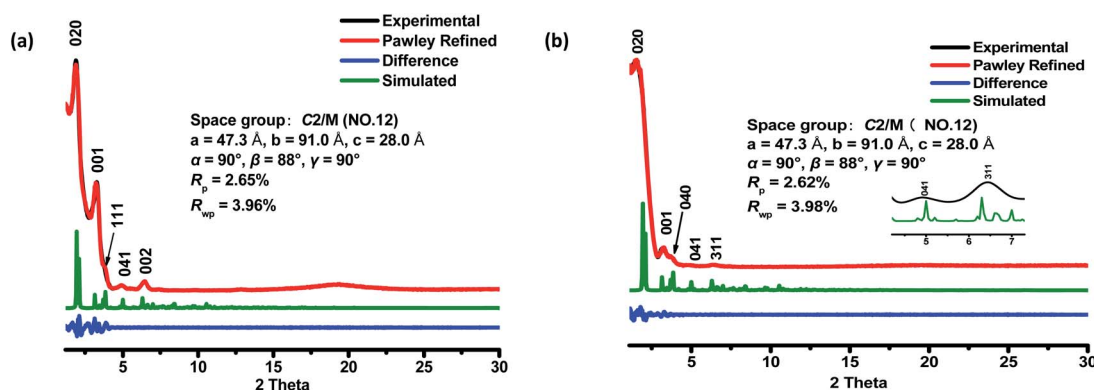 (a)
Experimental
Pawley Refined
Difference
Simulated
020
001
111
041
002
Space group: C2/M (NO.12)
a = 47.3 Å, b = 91.0 Å, c = 28.0 Å
α = 90°, β = 88°, γ = 90°
Rp = 2.65%
Rwp = 3.96%
5 10 15 20 25 30
2 Theta
(b)
Experimental
Pawley Refined
Difference
Simulated
020
001
040
041
311
Space group: C2/M ( NO.12)
a = 47.3 Å, b = 91.0 Å, c = 28.0 Å
α = 90°, β = 88°, γ = 90°
Rp = 2.62%
Rwp = 3.98%
041
311
5 6 7
5 10 15 20 25 30
2 Theta